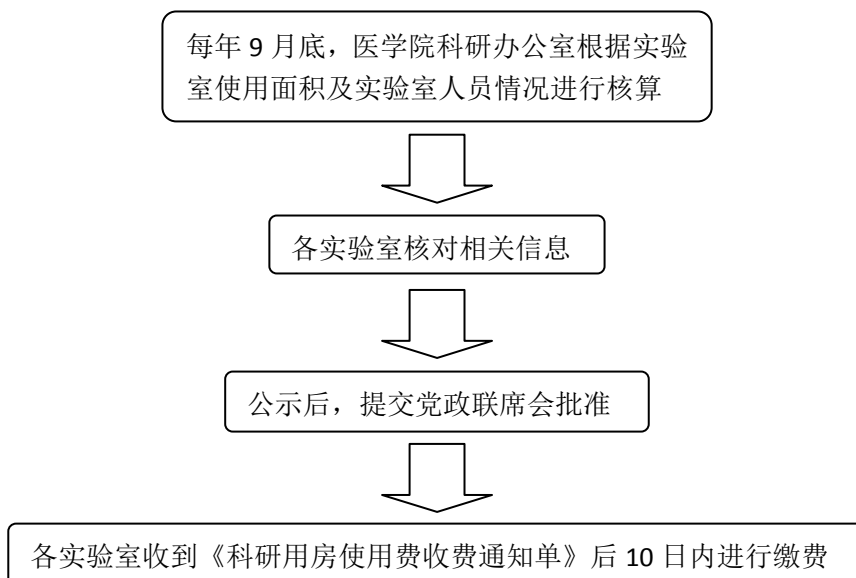 每年 9 月底，医学院科研办公室根据实验
室使用面积及实验室人员情况进行核算
各实验室核对相关信息
公示后，提交党政联席会批准
各实验室收到《科研用房使用费收费通知单》后 10 日内进行缴费